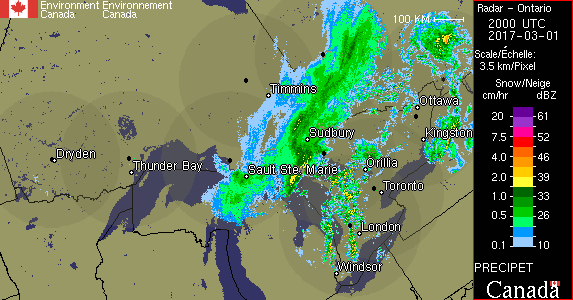 Environment Environnement
Canada Canada
100 KM
Timmins
Ottawa
Sudbury
Kingston
Dryden
Thunder Bay
Sault Ste. Marie
Orillia
Toronto
London
Windsor
Radar - Ontario
2000 UTC
2017-03-01
Scale/Échelle:
3.5 km/Pixel
Snow/Neige
cm/hr dBZ
20 61
7.5 52
4.0 46
2.0 39
1.0 33
0.5 26
0.1 10
PRECIPET
Canada